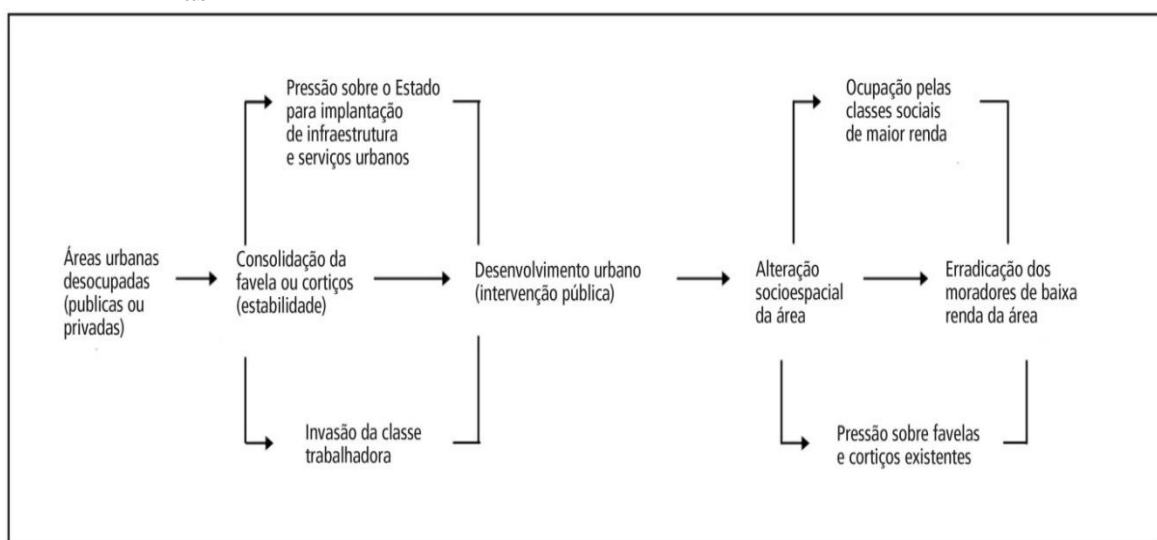 Pressão sobre o Estado
para implantação
de infraestrutura
e serviços urbanos
Ocupação pelas
classes sociais
de maior renda
Áreas urbanas
desocupadas
(publicas ou
privadas)
Consolidação da
favela ou cortiços
(estabilidade)
Desenvolvimento urbano
(intervenção pública)
Alteração
socioespacial
da área
Erradicação dos
moradores de baixa
renda da área
Invasão da classe
trabalhadora
Pressão sobre favelas
e cortiços existentes